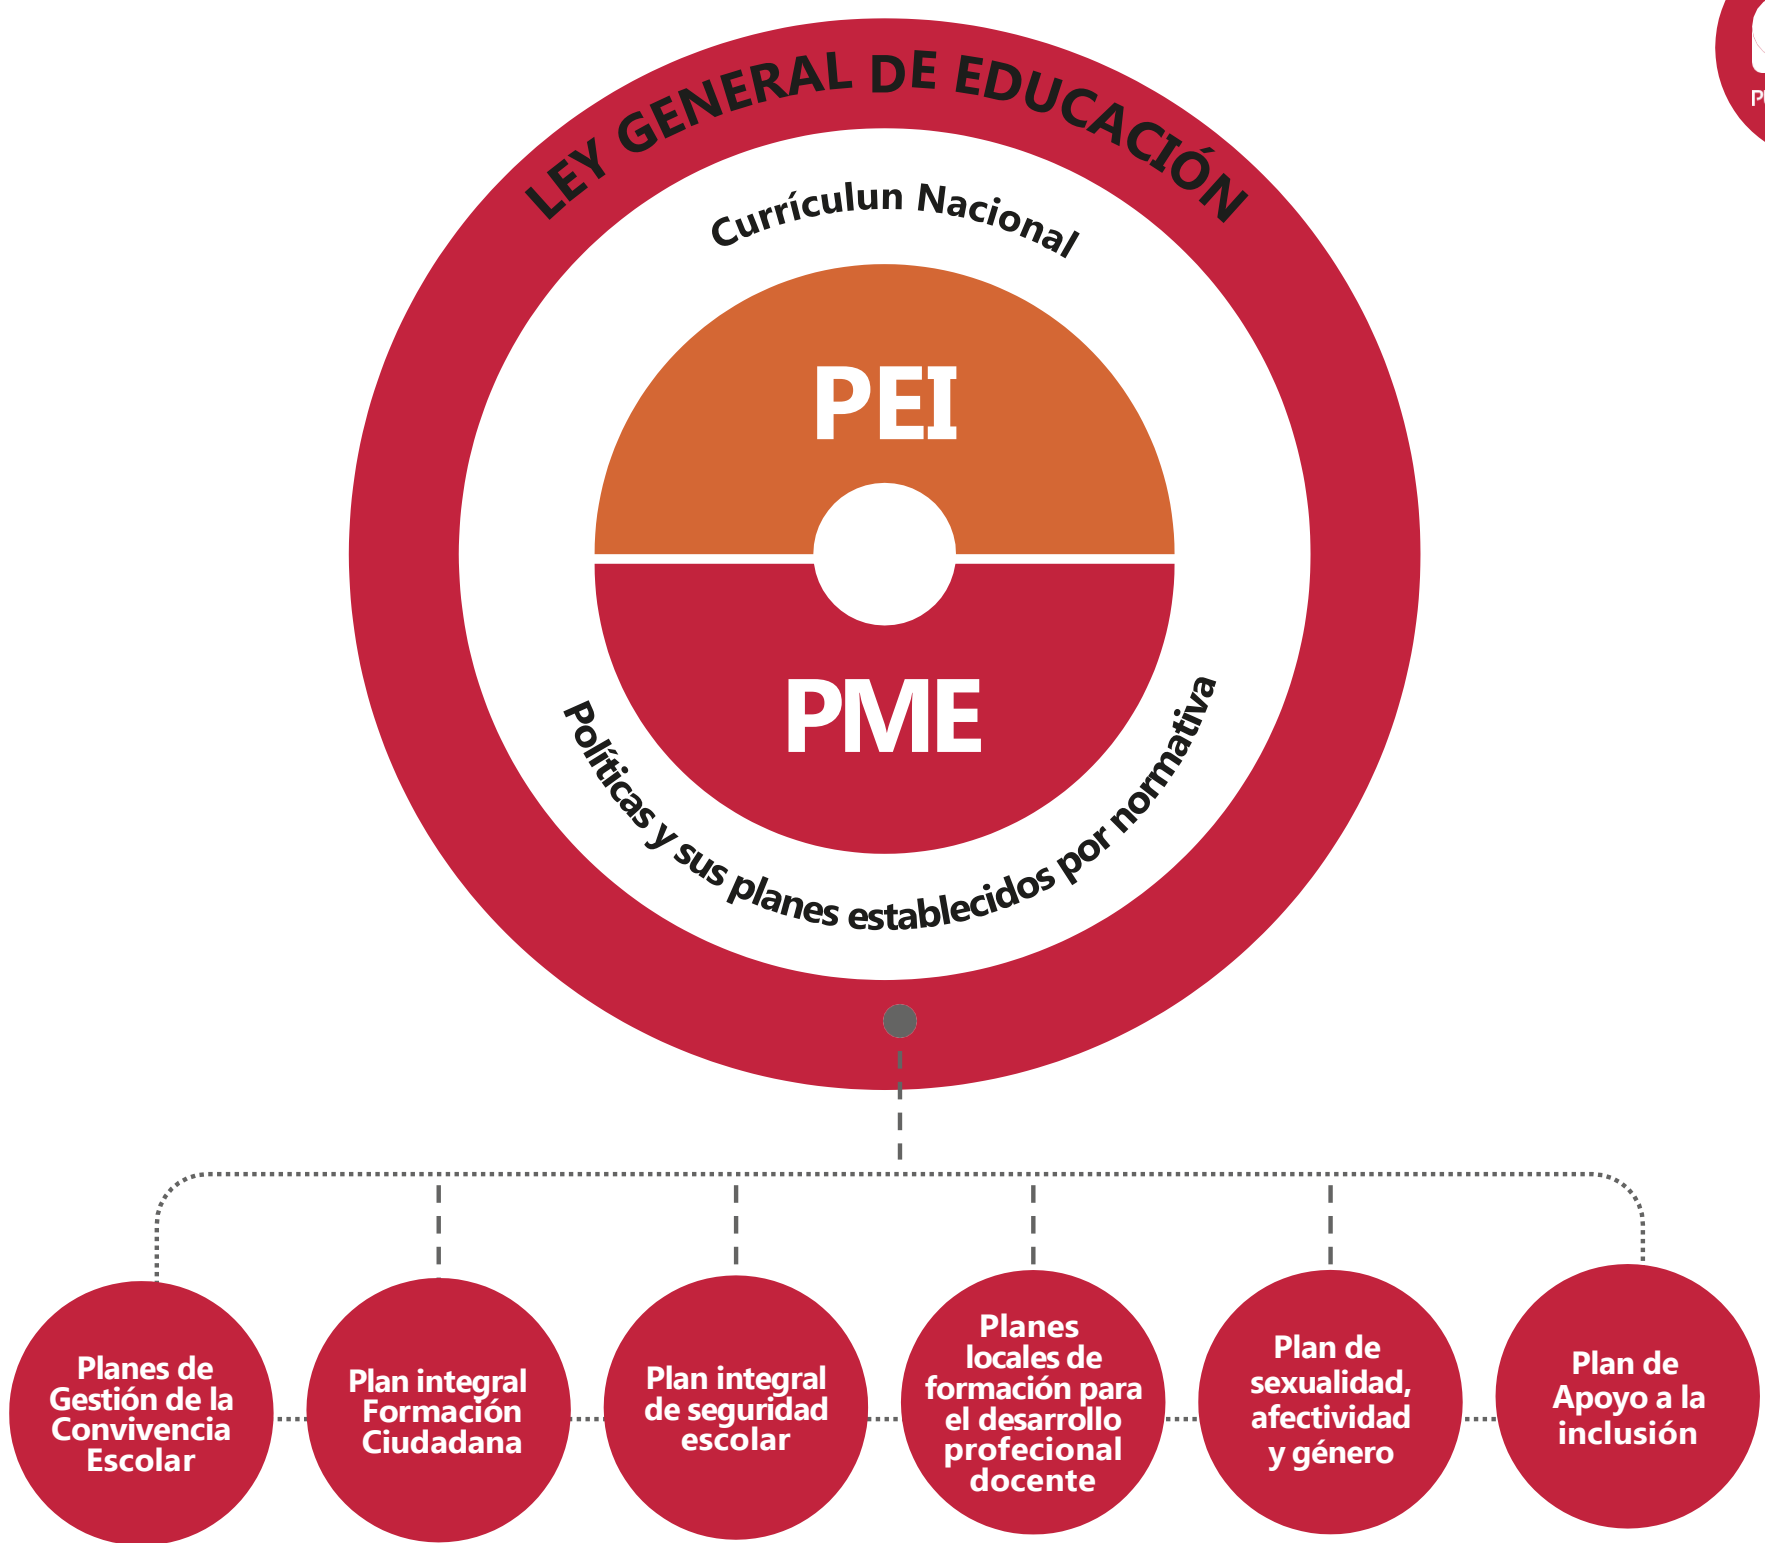 LEY GENERAL DE EDUCACIÓN
Currículun Nacional
PEI
PME
Políticas y sus planes establecidos por normativa
Planes de
Gestión de la
Convivencia
Escolar
Plan integral
Formación
Ciudadana
Plan integral
de seguridad
escolar
Planes
locales de
formación para
el desarrollo
profecional
docente
Plan de
sexualidad,
afectividad
y género
Plan de
Apoyo a la
inclusión